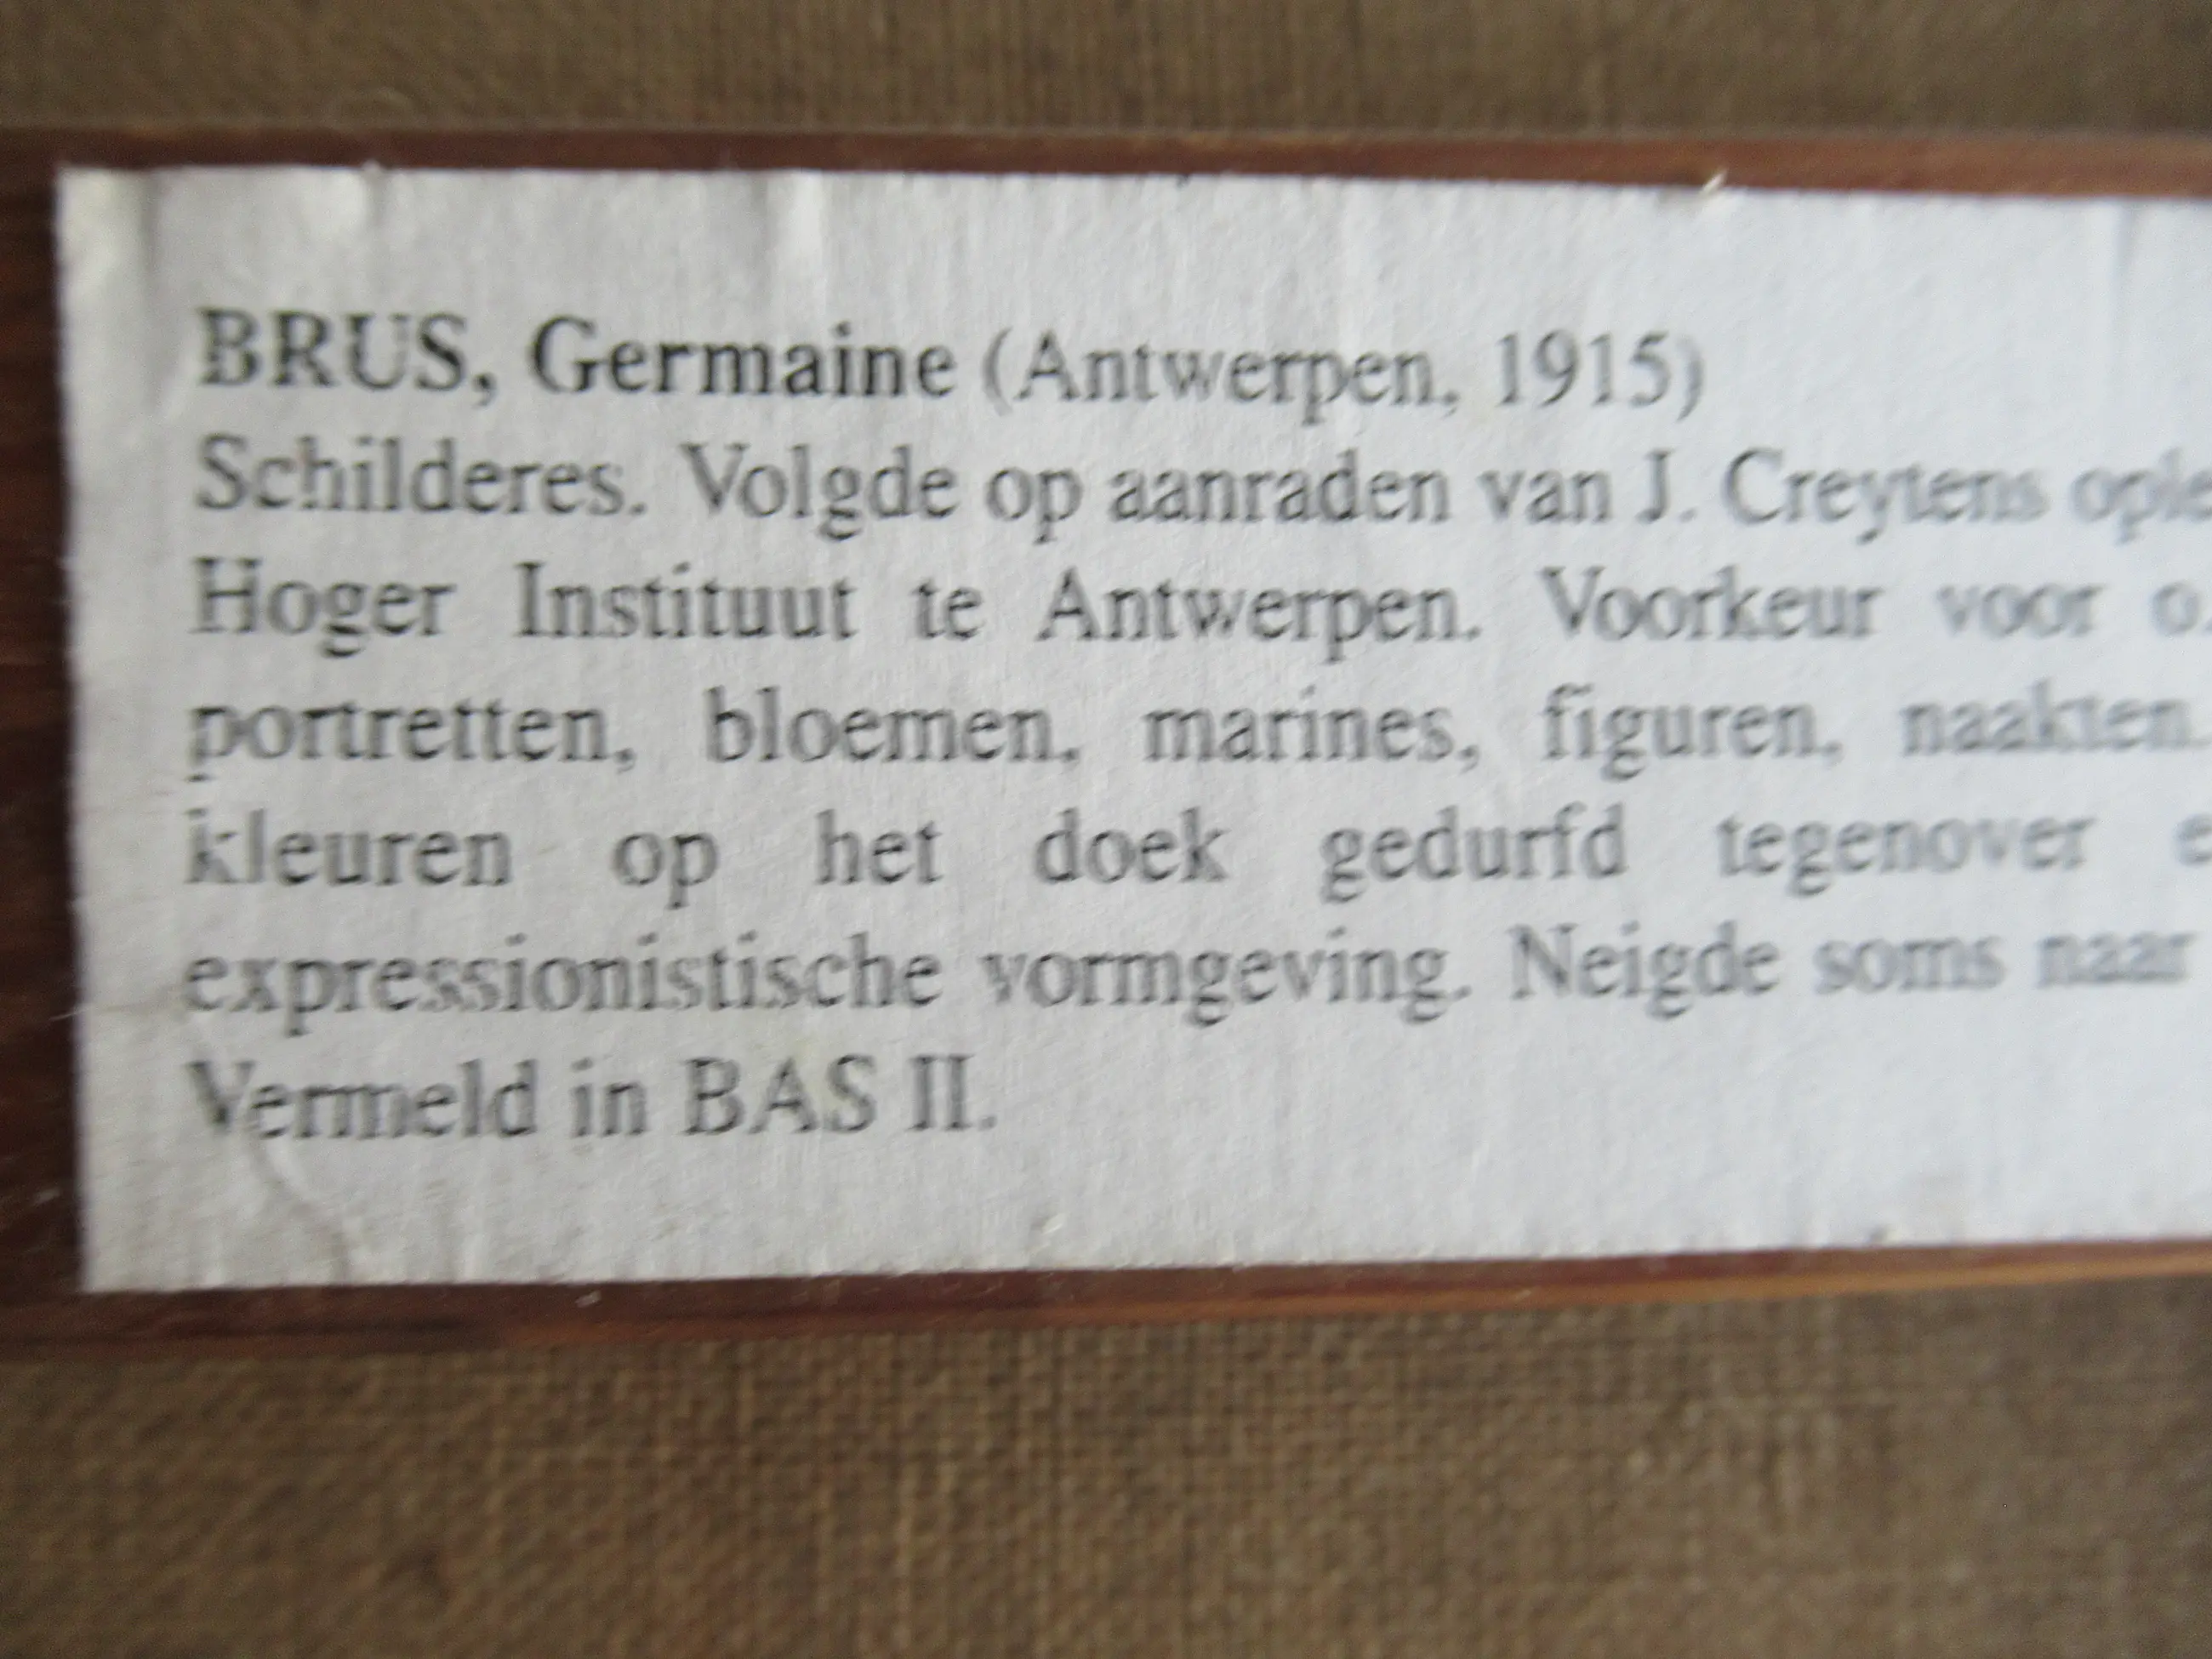 BRUS, Germaine (Antwerpen, 1915)
Schilderes. Volgde op aanraden van J. Creytens
Hoger Instituut te Antwerpen. Voorkeur voor
portretten, bloemen, marines, figuren, naakten.
kleuren op het doek gedurfd tegenover
expressionistische vormgeving. Neigde soms naar
Vermeld in BAS II.